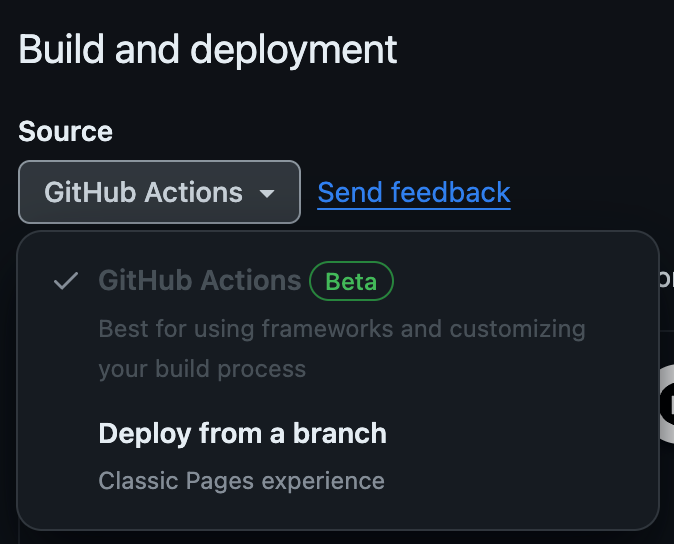 Build and deployment
Source
GitHub Actions
Send feedback
GitHub Actions Beta
Best for using frameworks and customizing
your build process
Deploy from a branch
Classic Pages experience